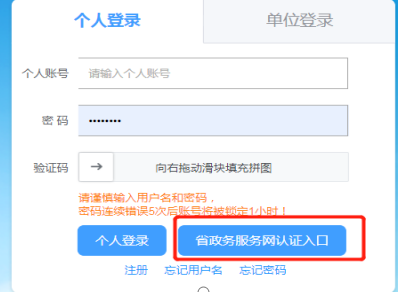 个人登录
单位登录
个人账号
请输入个人账号
密 码
••••••••
验证码
→
向右拖动滑块填充拼图
请谨慎输入用户名和密码，
密码连续错误5次后账号将被锁定1小时！
个人登录
省政务服务网认证入口
注册 忘记用户名 忘记密码